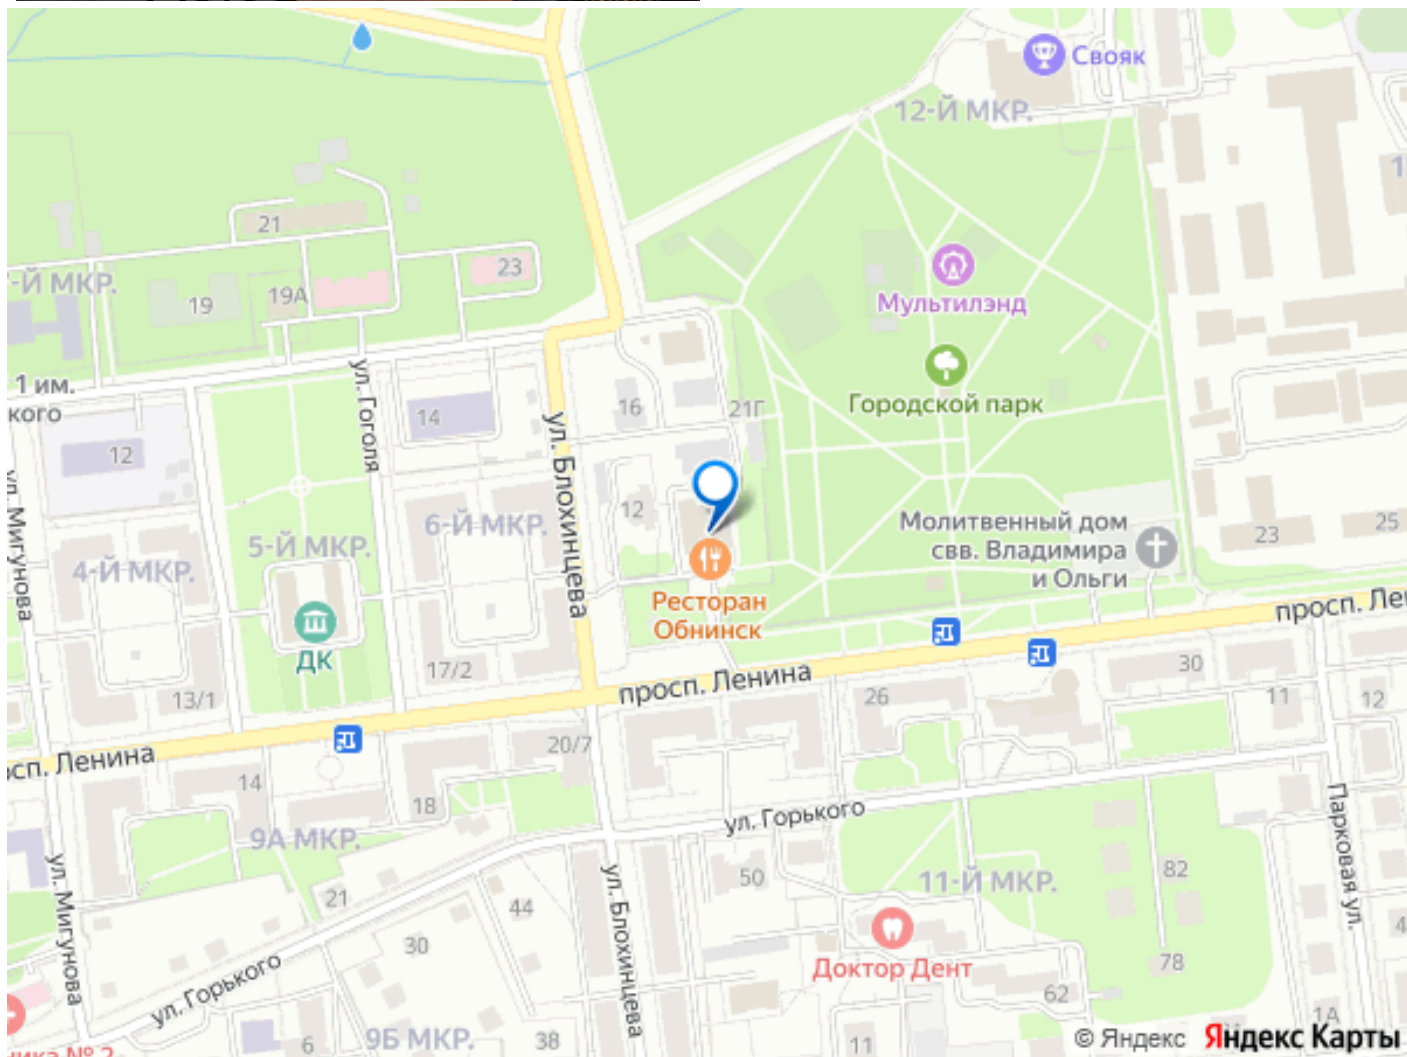 Свояк
12-Й МКР.
21
23
-Й МКР.
19А
19
Мультилэнд
1 им.
кого
ул. Гоголя
14
16
21Г
Городской парк
12
ул. Блохинцева
ул. Мигунова
6-Й МКР.
5-Й МКР.
4-Й МКР.
12
Молитвенный дом
свв. Владимира
и Ольги
23
25
Ресторан
Обнинск
ДК
просп. Ле
17/2
13/1
просп. Ленина
26
30
11
12
сп. Ленина
20/7
14
18
9А МКР.
ул. Горького
Парковая ул.
ул. Мигунова
21
44
50
11-Й МКР.
82
ул. Блохинцева
30
Доктор Дент
78
4
ул. Горького
62
1А
6
9Б МКР.
38
11
ика № 2
© Яндекс Яндекс Карты